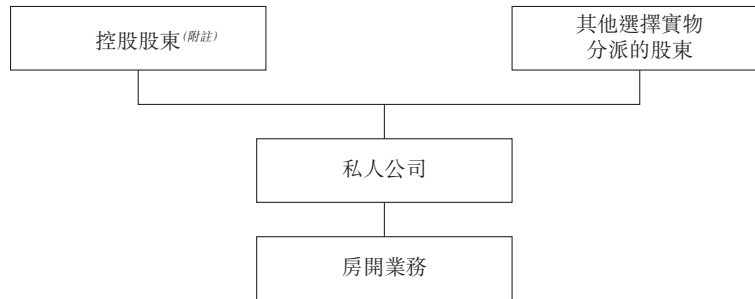 控股股東(附註)
其他選擇實物
分派的股東
私人公司
房開業務